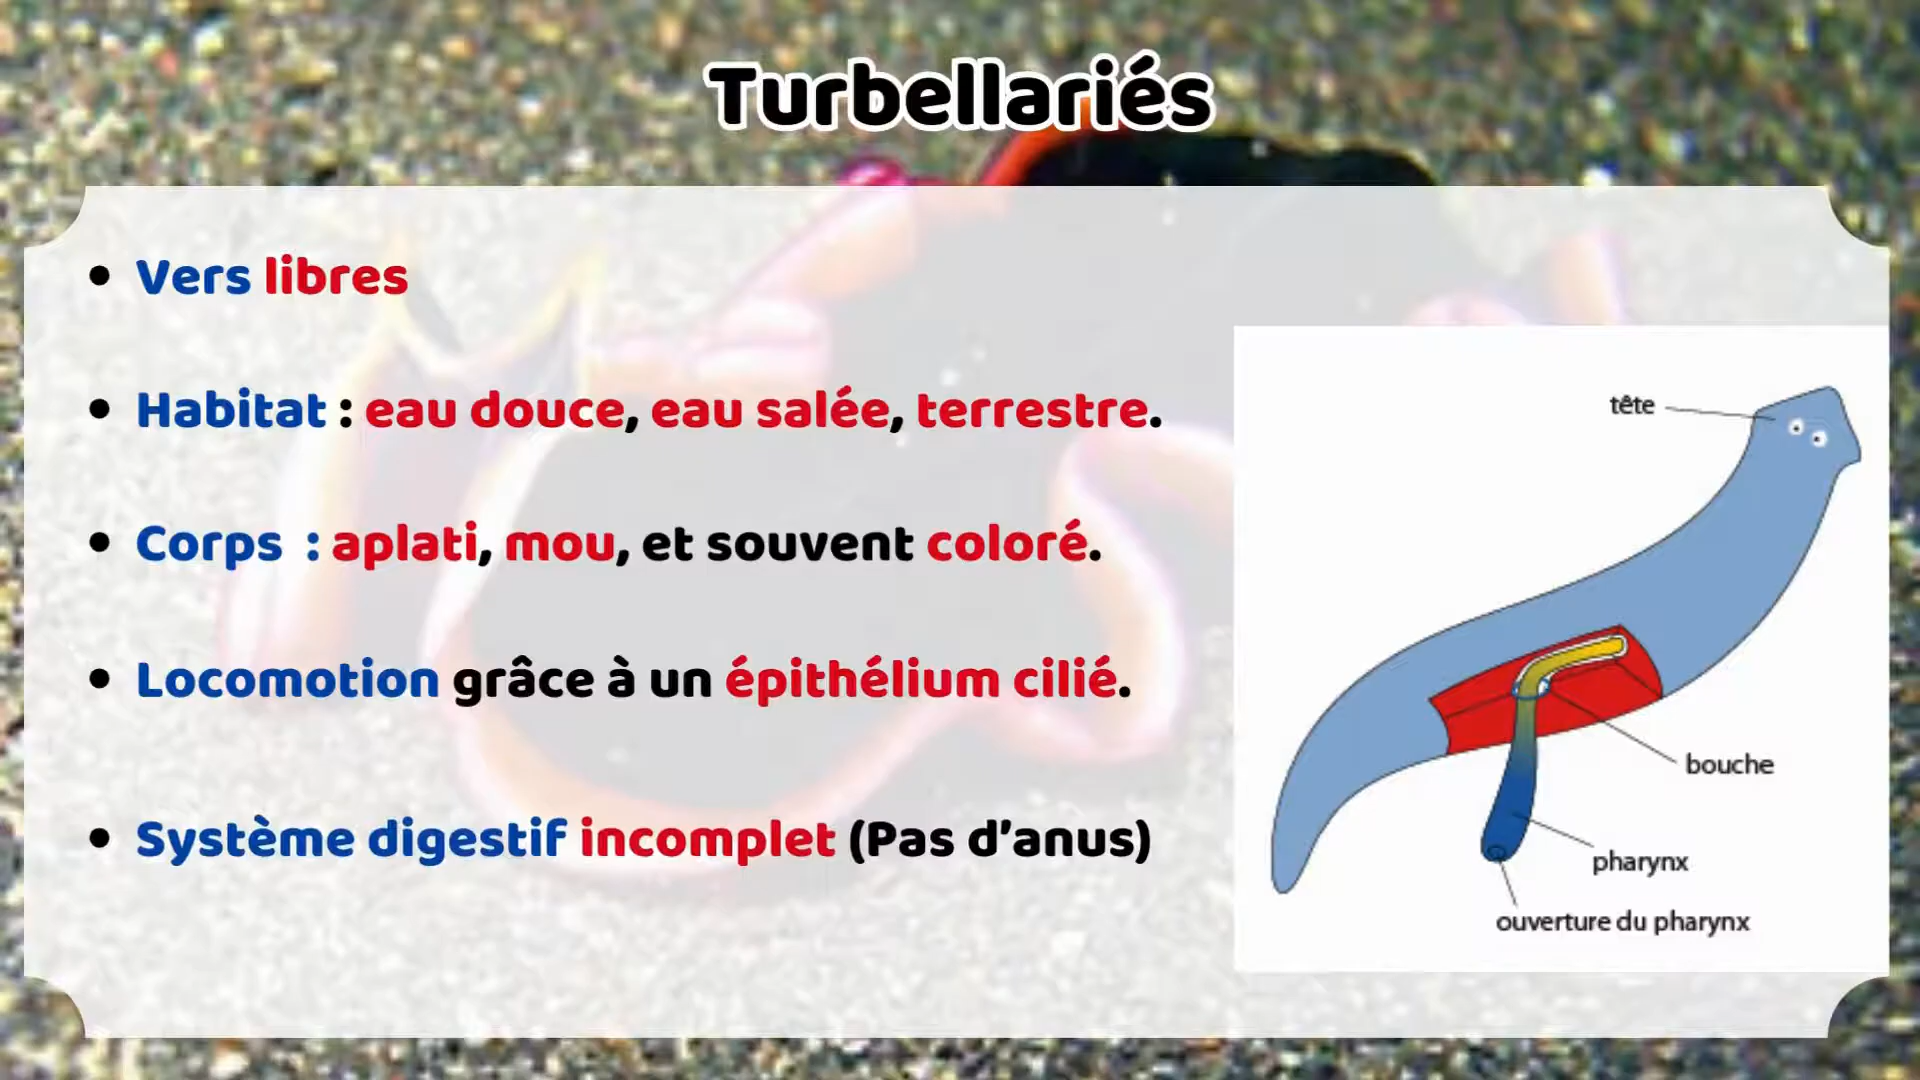 Turbellariés
• Vers libres
• Habitat : eau douce, eau salée, terrestre.
• Corps : aplati, mou, et souvent coloré.
• Locomotion grâce à un épithélium cilié.
• Système digestif incomplet (Pas d'anus)
tête
bouche
pharynx
ouverture du pharynx